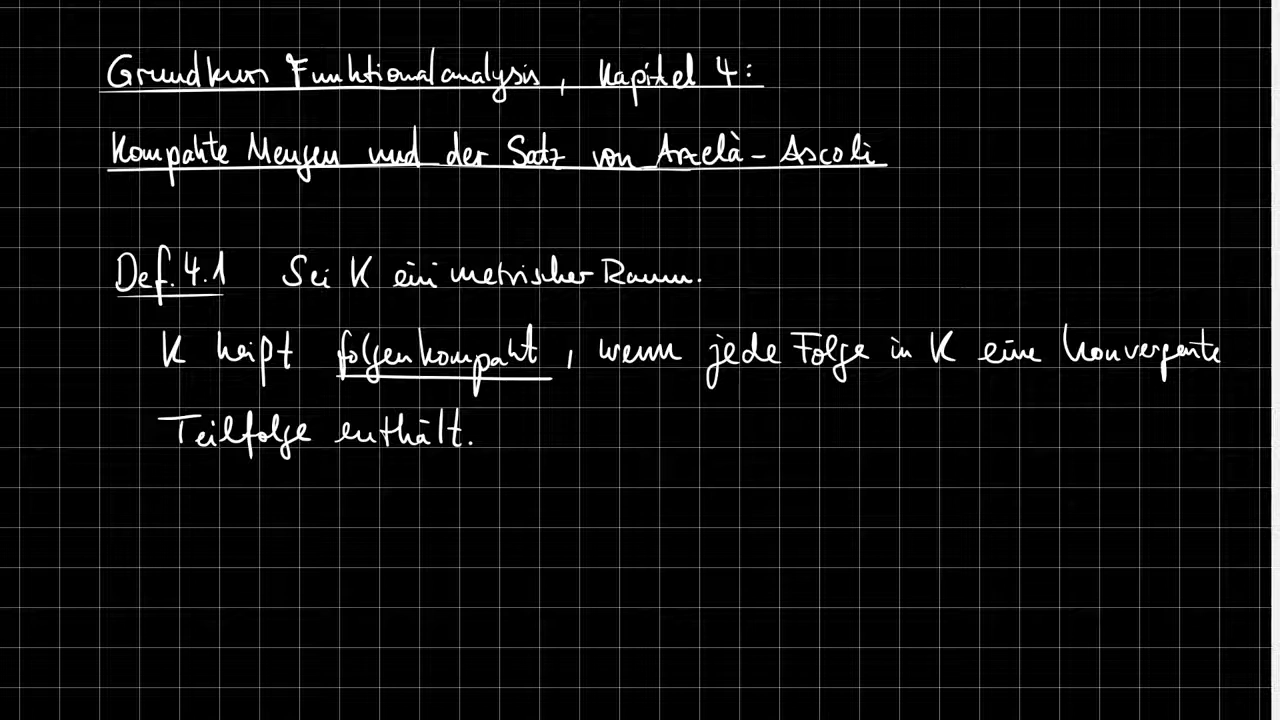 Grundkurs Funktionalanalysis, Kapitel 4:
Kompakte Mengen und der Satz von Arzelà-Ascoli
Def. 4.1 Sei K ein metrischer Raum.
K heißt folgenkompakt, wenn jede Folge in K eine konvergente
Teilfolge enthält.